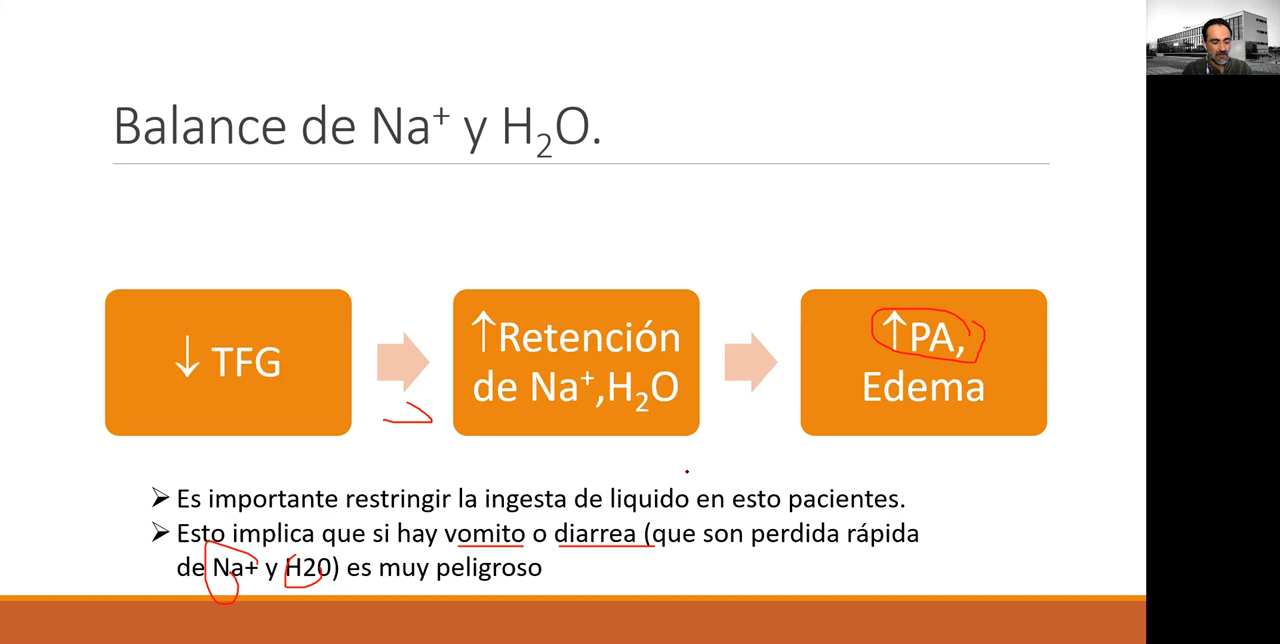 Balance de Na⁺ y H₂O.
↓ TFG
↑Retención
de Na⁺,H₂O
↑PA,
Edema
➢ Es importante restringir la ingesta de liquido en esto pacientes.
➢ Esto implica que si hay vomito o diarrea (que son perdida rápida
de Na+ y H20) es muy peligroso